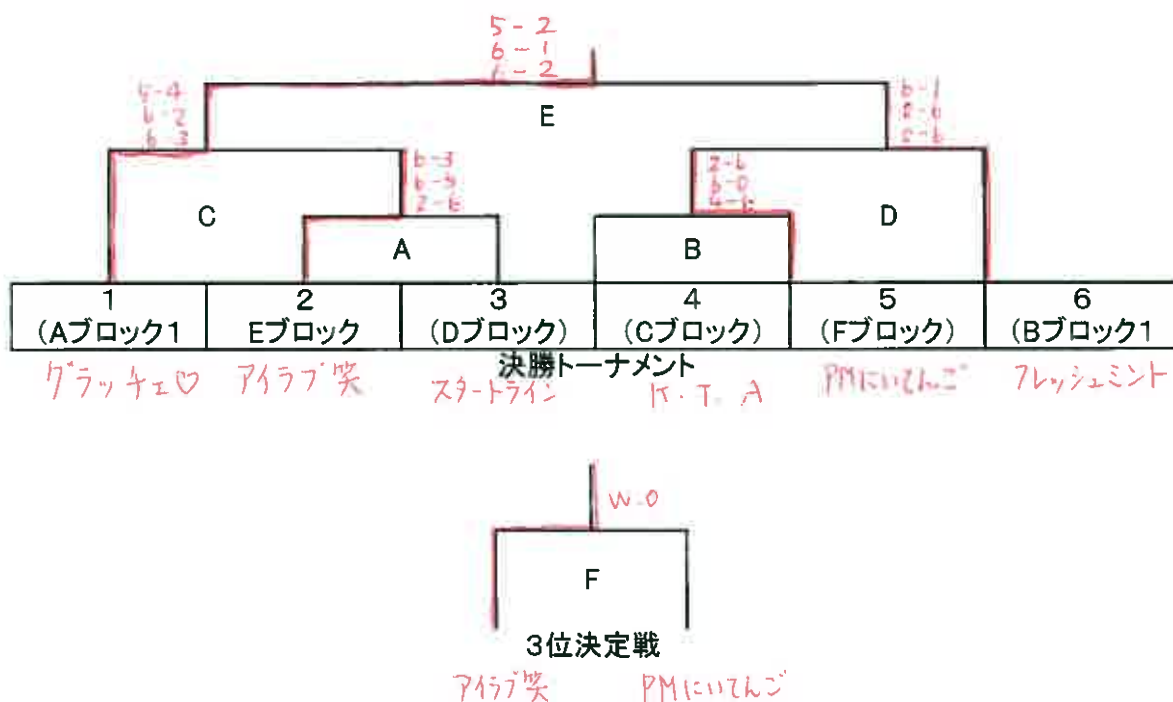 5-2
6-1
6-2
5-4
6-2
6-3
E
6-1
6-3
6-3
2-6
2-6
6-0
4-6
C
A
B
D
1
(Aブロック1
2
Eブロック
3
(Dブロック)
4
(Cブロック)
5
(Fブロック)
6
(Bブロック1
決勝トーナメント
グラッチェ♡
アイラブ笑
スタートライン
K.T.A
PMにいてんご
フレッシュミント
W.O
F
3位決定戦
アイラブ笑
PMにいてんご